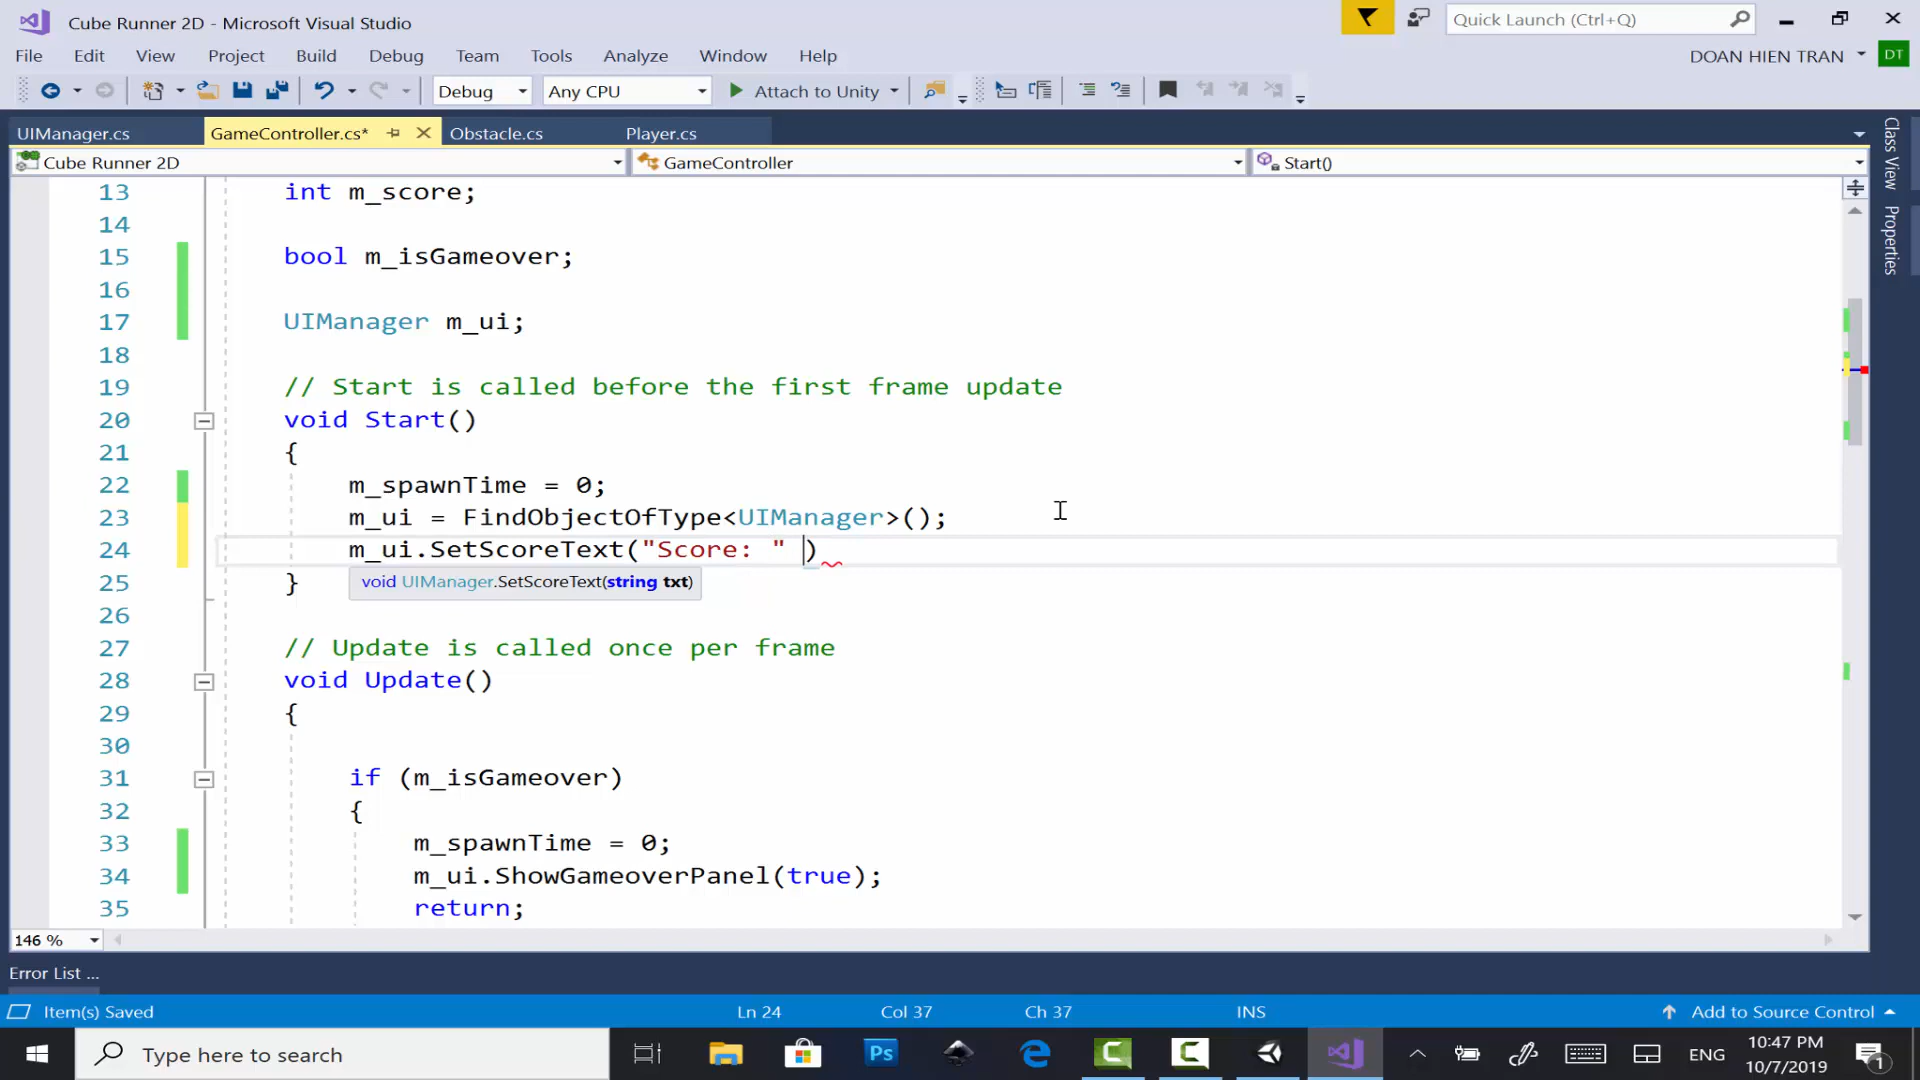 Cube Runner 2D - Microsoft Visual Studio
Quick Launch (Ctrl+Q)
File Edit View Project Build Debug Team Tools Analyze Window Help
DOAN HIEN TRAN DT
Debug Any CPU Attach to Unity
UIManager.cs GameController.cs* Obstacle.cs Player.cs
Cube Runner 2D GameController Start()
Class View
Properties
13 int m_score;
14
15 bool m_isGameover;
16
17 UIManager m_ui;
18
19 // Start is called before the first frame update
20 void Start()
21 {
22 m_spawnTime = 0;
23 m_ui = FindObjectOfType<UIManager>();
24 m_ui.SetScoreText("Score: " )
25 }
void UIManager.SetScoreText(string txt)
26
27 // Update is called once per frame
28 void Update()
29 {
30
31 if (m_isGameover)
32 {
33 m_spawnTime = 0;
34 m_ui.ShowGameoverPanel(true);
35 return;
146 %
Error List ...
Item(s) Saved Ln 24 Col 37 Ch 37 INS Add to Source Control
Type here to search
Ps
ENG
10:47 PM
10/7/2019
1